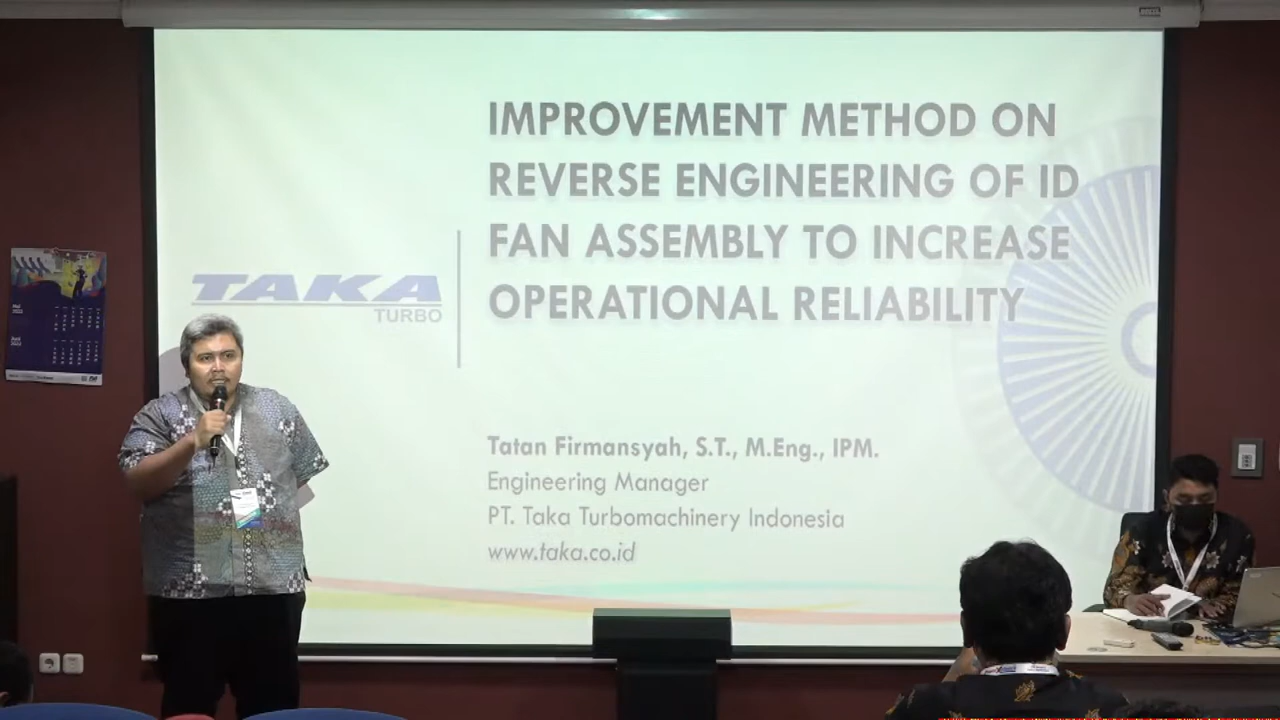 IMPROVEMENT METHOD ON
REVERSE ENGINEERING OF ID
FAN ASSEMBLY TO INCREASE
OPERATIONAL RELIABILITY
TAKA
TURBO
Tatan Firmansyah, S.T., M.Eng., IPM.
Engineering Manager
PT. Taka Turbomachinery Indonesia
www.taka.co.id